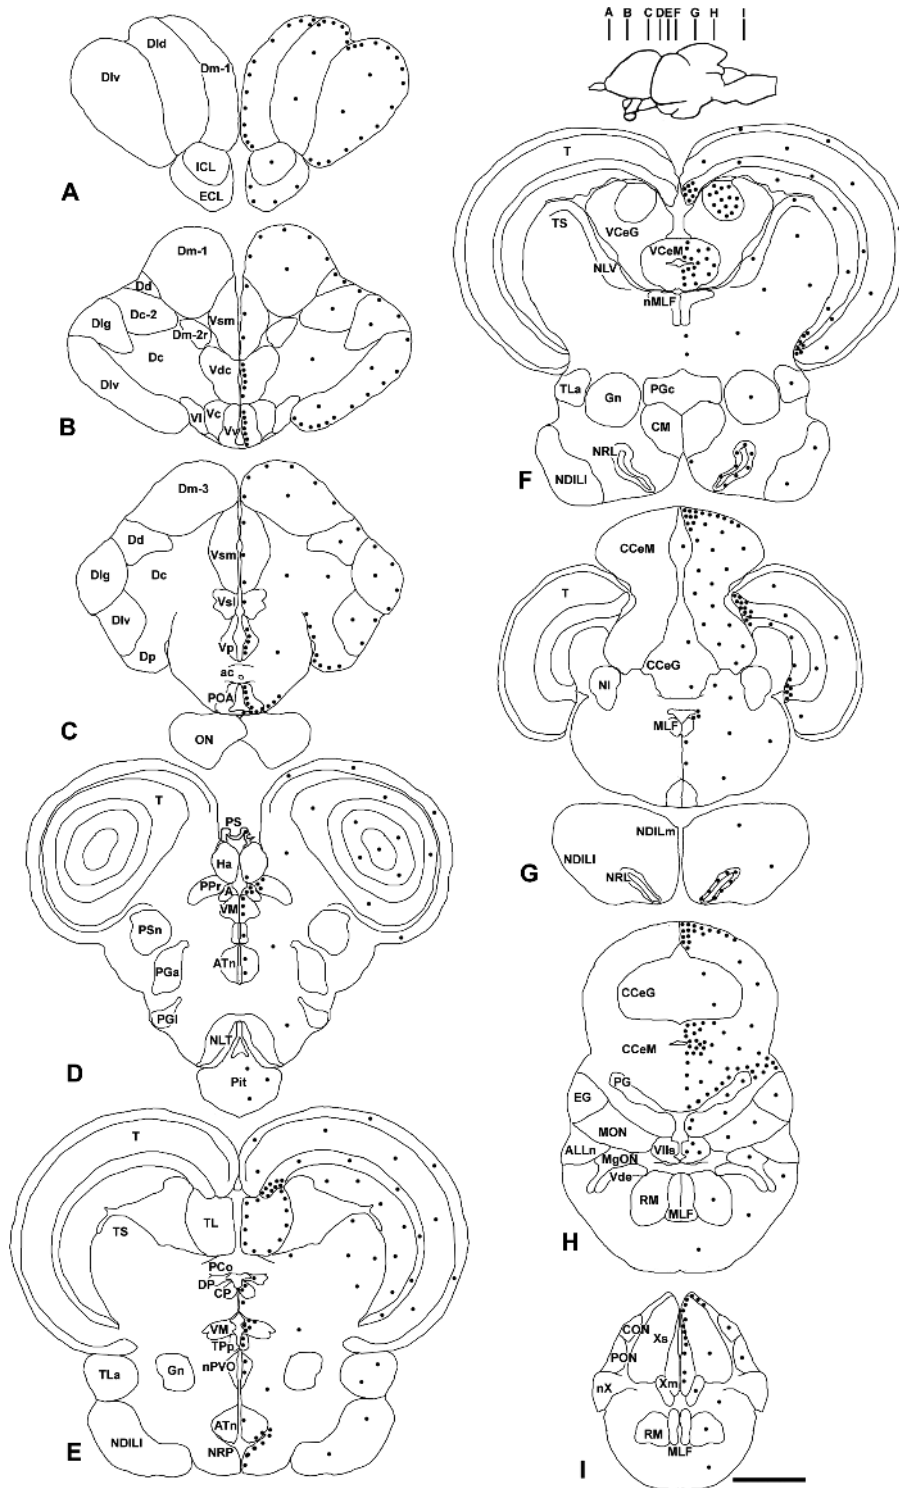 A B C D E F G H I
Dld
Dlv
Dm-1
ICL
ECL
A
Dm-1
Dd
Dc-2
Dlg
Vsm
Dm-2r
Dc
Vdc
Dlv
Vc
Vl
Vv
B
Dm-3
Dd
Vsm
Dc
Dlg
Vsl
Dlv
Vp
Dp
ac
POA
C
ON
T
PS
Ha
PPr
A
VM
PSn
ATn
PGa
PGl
NLT
D
Pit
T
TL
TS
PCo
DP
CP
VM
TPp
nPVO
Gn
TLa
ATn
NDILl
NRP
E
T
TS
VCeG
VCeM
NLV
nMLF
TLa
PGc
Gn
CM
NRL
NDILl
F
CCeM
T
CCeG
NI
MLF
NDILm
NDILl
NRL
G
CCeG
CCeM
PG
EG
MON
ALLn
VIIs
MgON
Vde
RM
MLF
H
CON
Xs
PON
nX
Xm
RM
MLF
I